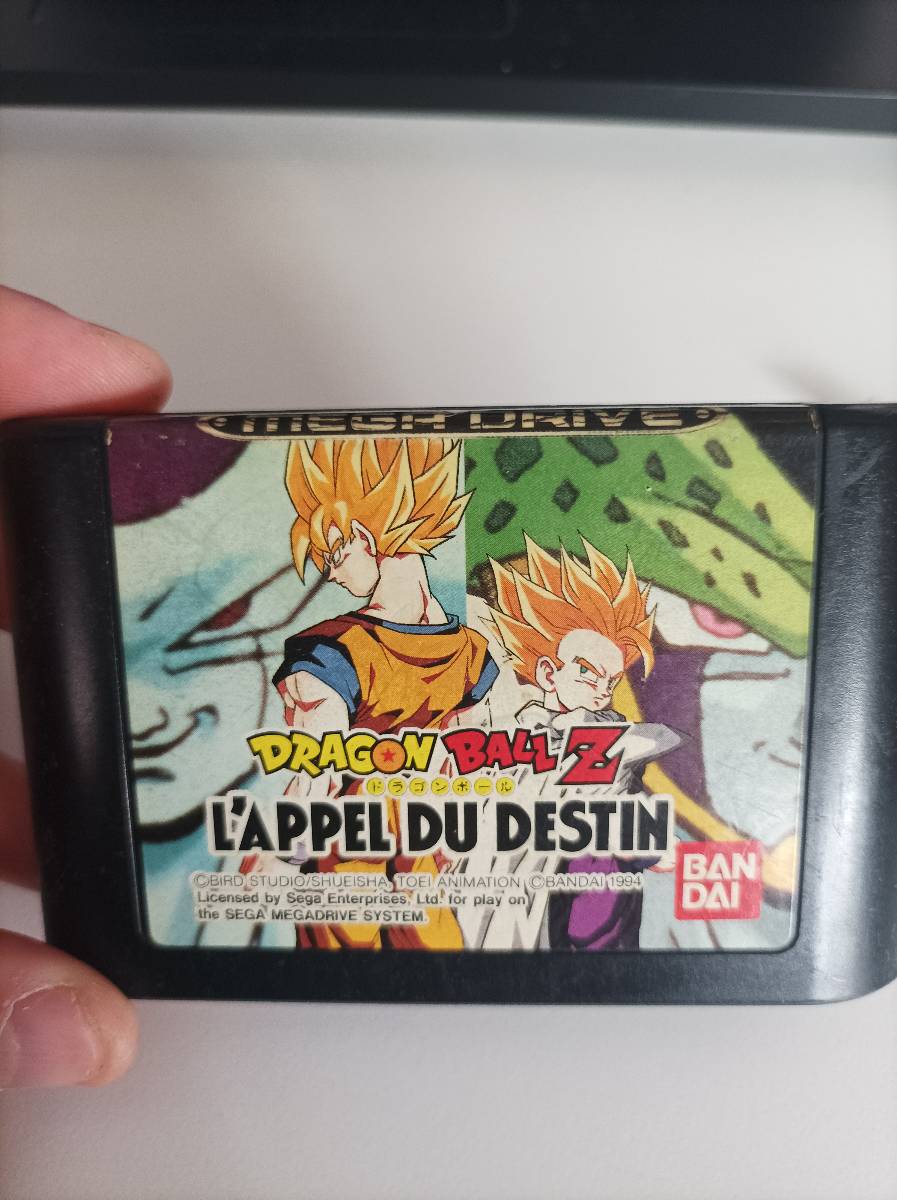 MEGA DRIVE
DRAGON BALL Z
ドラゴンボール
L'APPEL DU DESTIN
©BIRD STUDIO/SHUEISHA, TOEI ANIMATION ©BANDAI 1994
Licensed by Sega Enterprises, Ltd. for play on
the SEGA MEGADRIVE SYSTEM.
BAN
DAI